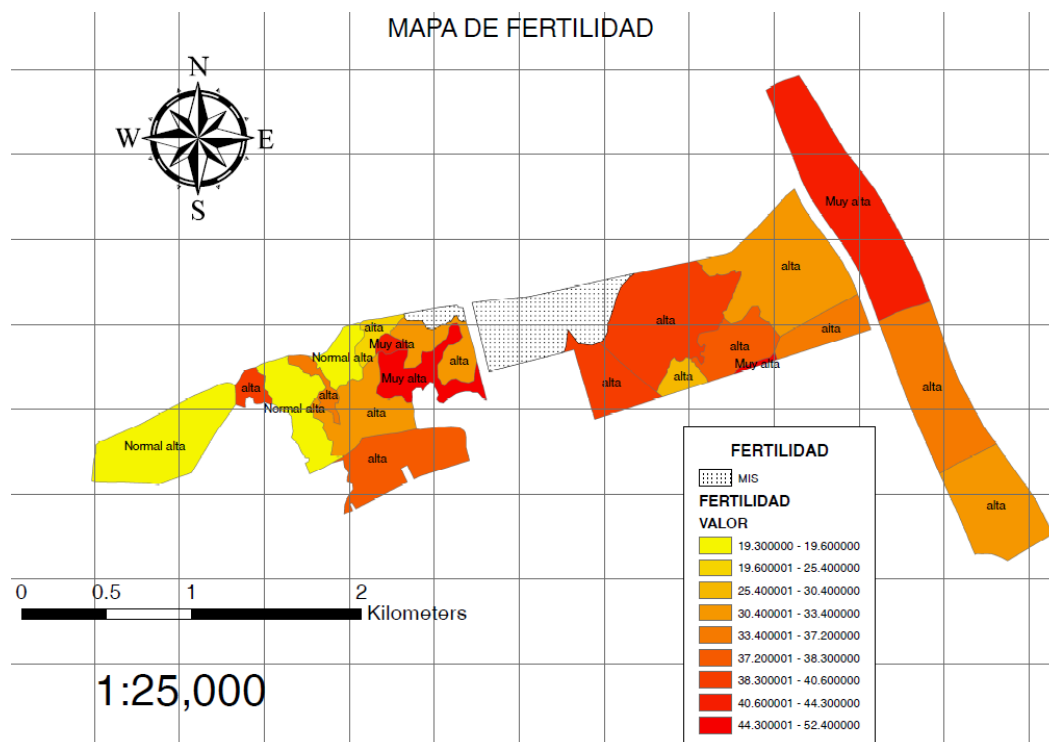 MAPA DE FERTILIDAD
N
W E
S
Muy alta
alta
alta
alta
alta
Muy alta
alta
alta
Normal alta
Muy alta
alta
alta
Muy alta
alta
alta
alta
alta
Normal alta
alta
Normal alta
alta
alta
0 0.5 1 2
Kilometers
1:25,000
FERTILIDAD
MIS
FERTILIDAD
VALOR
19.300000 - 19.600000
19.600001 - 25.400000
25.400001 - 30.400000
30.400001 - 33.400000
33.400001 - 37.200000
37.200001 - 38.300000
38.300001 - 40.600000
40.600001 - 44.300000
44.300001 - 52.400000